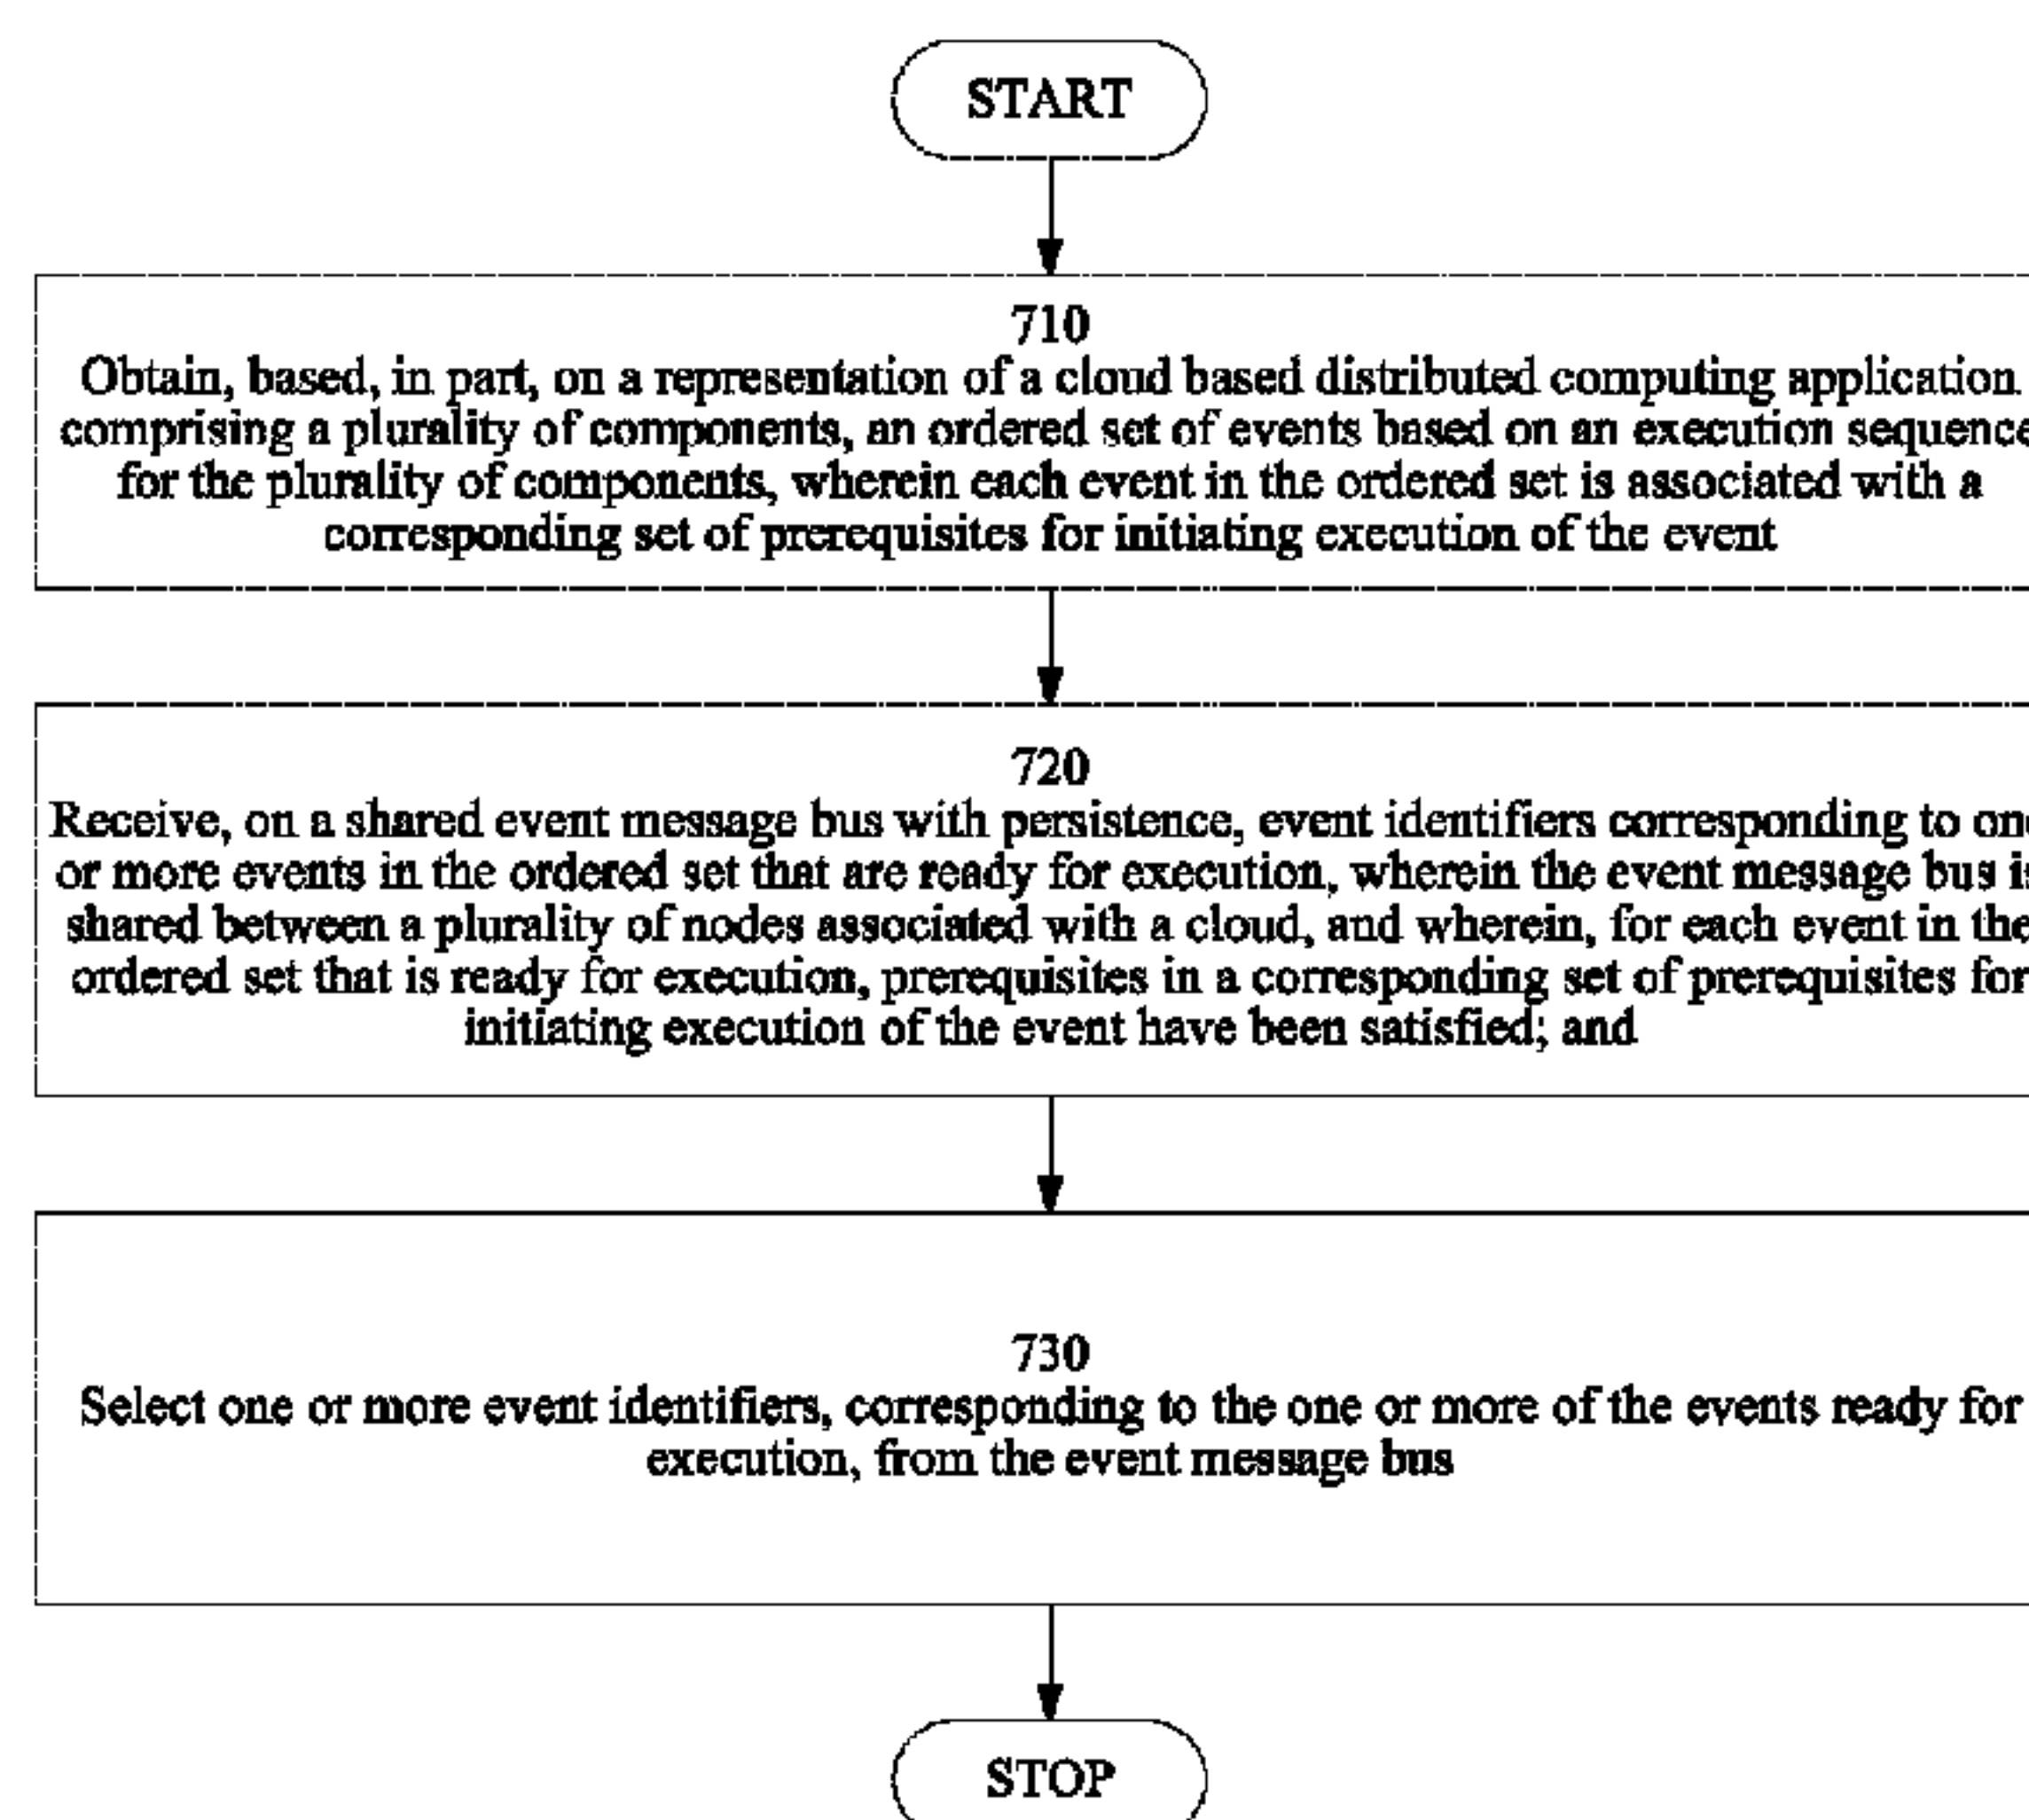 START
710
Obtain, based, in part, on a representation of a cloud based distributed computing application
comprising a plurality of components, an ordered set of events based on an execution sequence
for the plurality of components, wherein each event in the ordered set is associated with a
corresponding set of prerequisites for initiating execution of the event
720
Receive, on a shared event message bus with persistence, event identifiers corresponding to one
or more events in the ordered set that are ready for execution, wherein the event message bus is
shared between a plurality of nodes associated with a cloud, and wherein, for each event in the
ordered set that is ready for execution, prerequisites in a corresponding set of prerequisites for
initiating execution of the event have been satisfied; and
730
Select one or more event identifiers, corresponding to the one or more of the events ready for
execution, from the event message bus
STOP